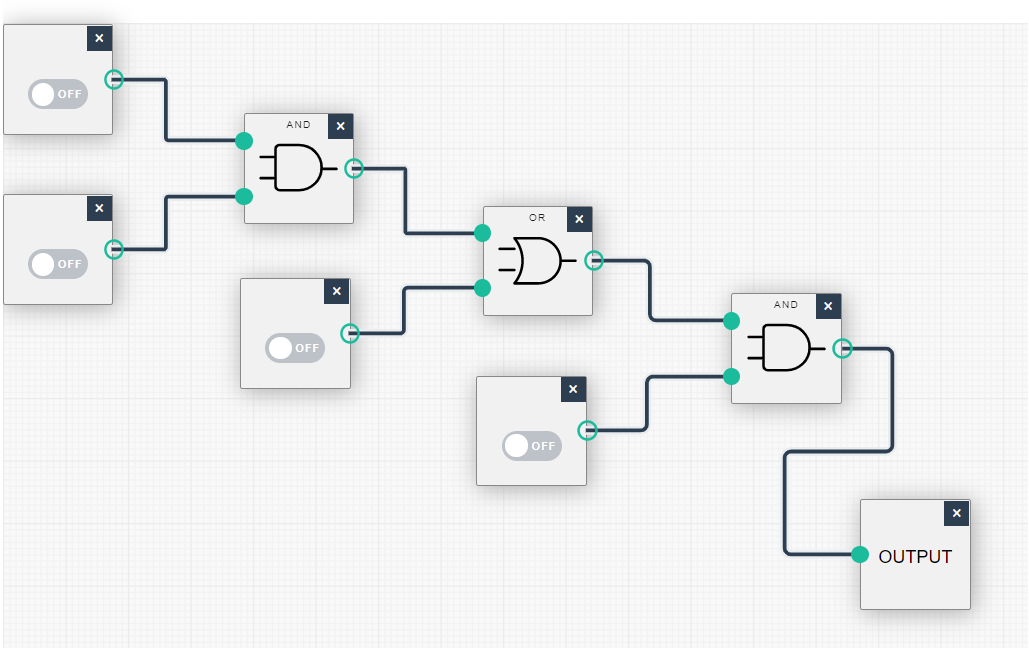 ×
OFF
AND ×
×
OFF
OR ×
×
OFF
AND ×
×
OFF
×
OUTPUT